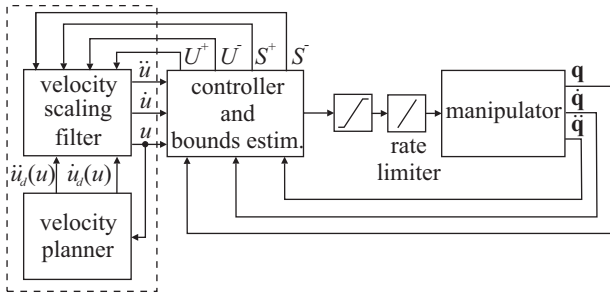 U⁺ U⁻ S⁺ S⁻
velocity
scaling
filter
ü
u̇
u
controller
and
bounds estim.
rate
limiter
manipulator
q
q̇
q̈
ü_d(u) u̇_d(u)
velocity
planner